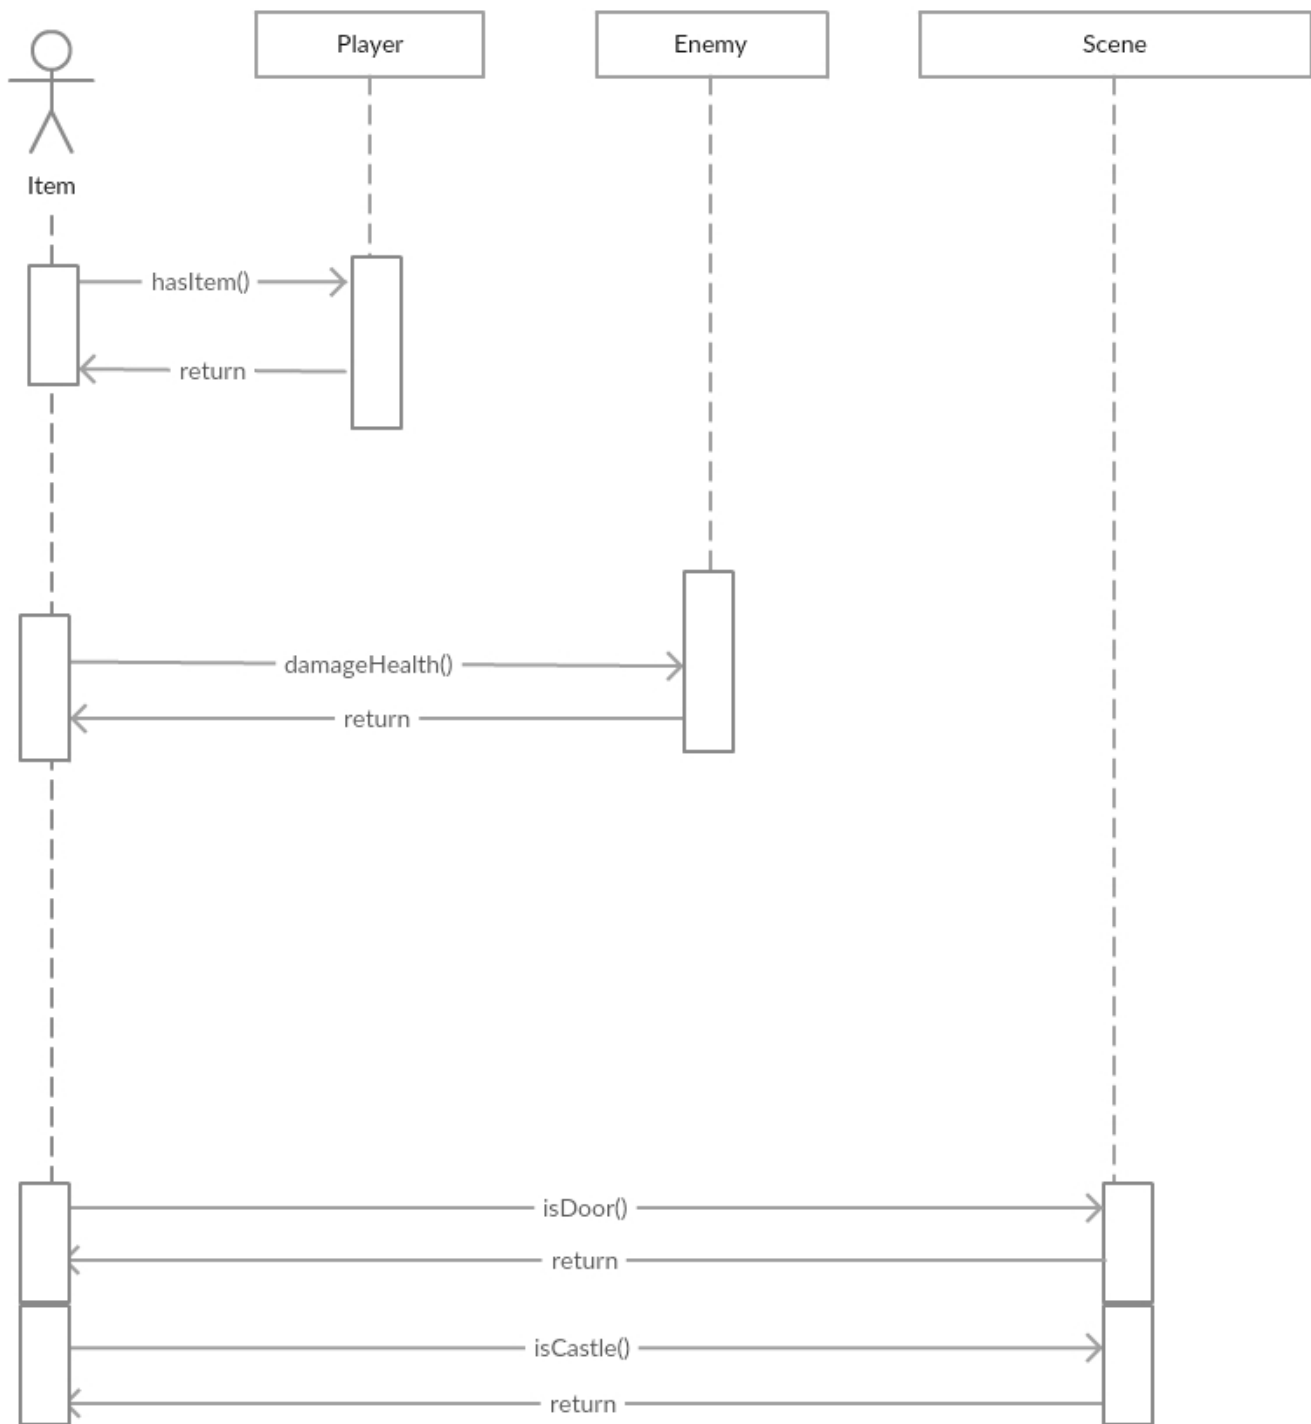 Player
Enemy
Scene
Item
hasItem()
return
damageHealth()
return
isDoor()
return
isCastle()
return